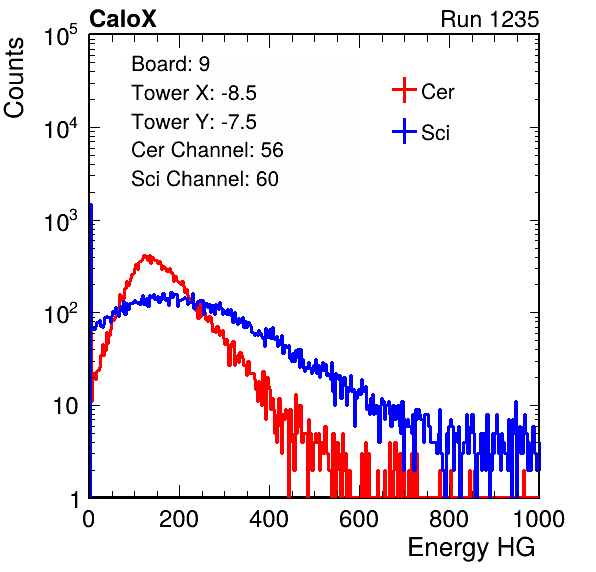 CaloX Run 1235
Counts
10^5
10^4
10^3
10^2
10
1
Board: 9
Tower X: -8.5
Tower Y: -7.5
Cer Channel: 56
Sci Channel: 60
Cer
Sci
0 200 400 600 800 1000
Energy HG